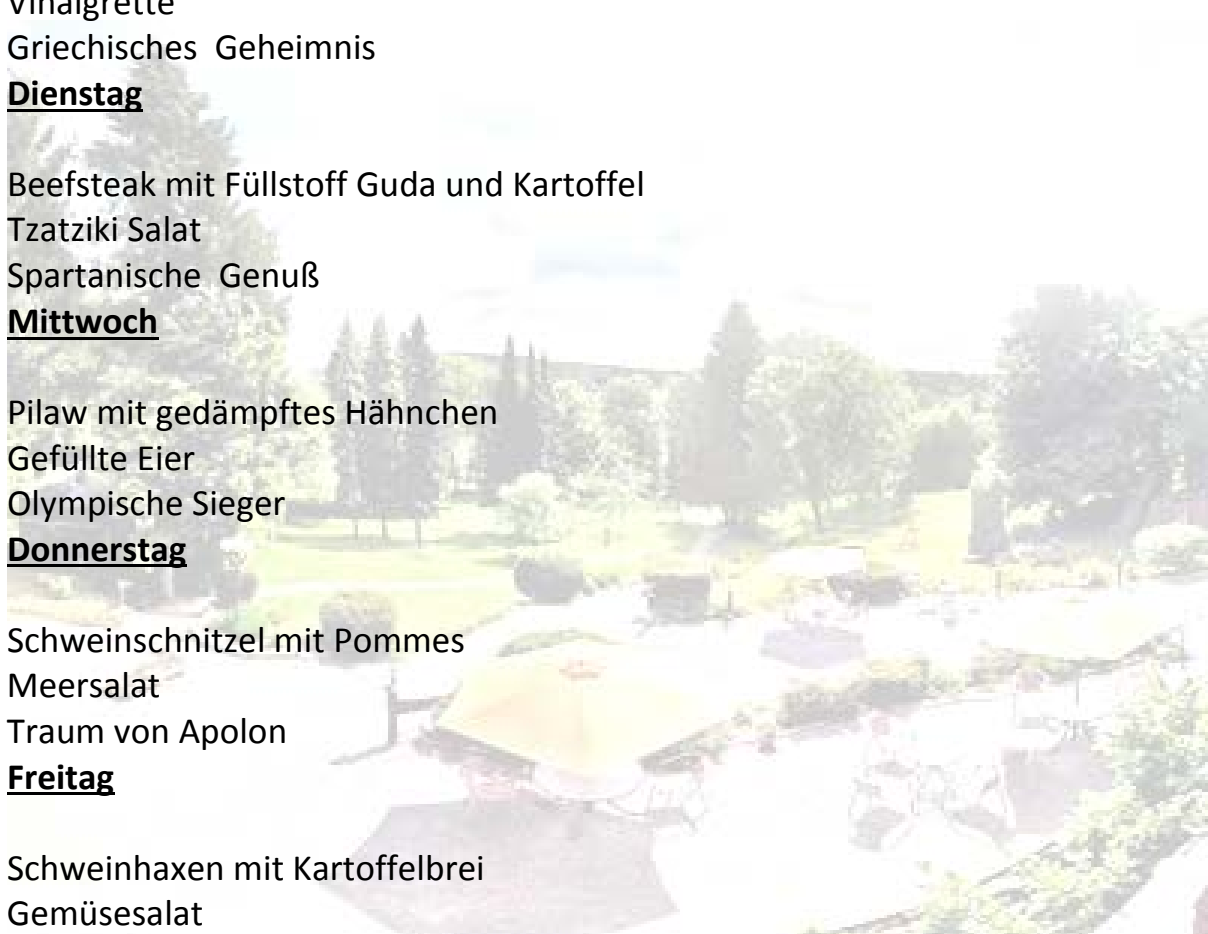 Vinaigrette
Griechisches  Geheimnis
Dienstag
Beefsteak mit Füllstoff Guda und Kartoffel
Tzatziki Salat
Spartanische  Genuß
Mittwoch
Pilaw mit gedämpftes Hähnchen
Gefüllte Eier
Olympische Sieger
Donnerstag
Schweinschnitzel mit Pommes
Meersalat
Traum von Apolon
Freitag
Schweinhaxen mit Kartoffelbrei
Gemüsesalat